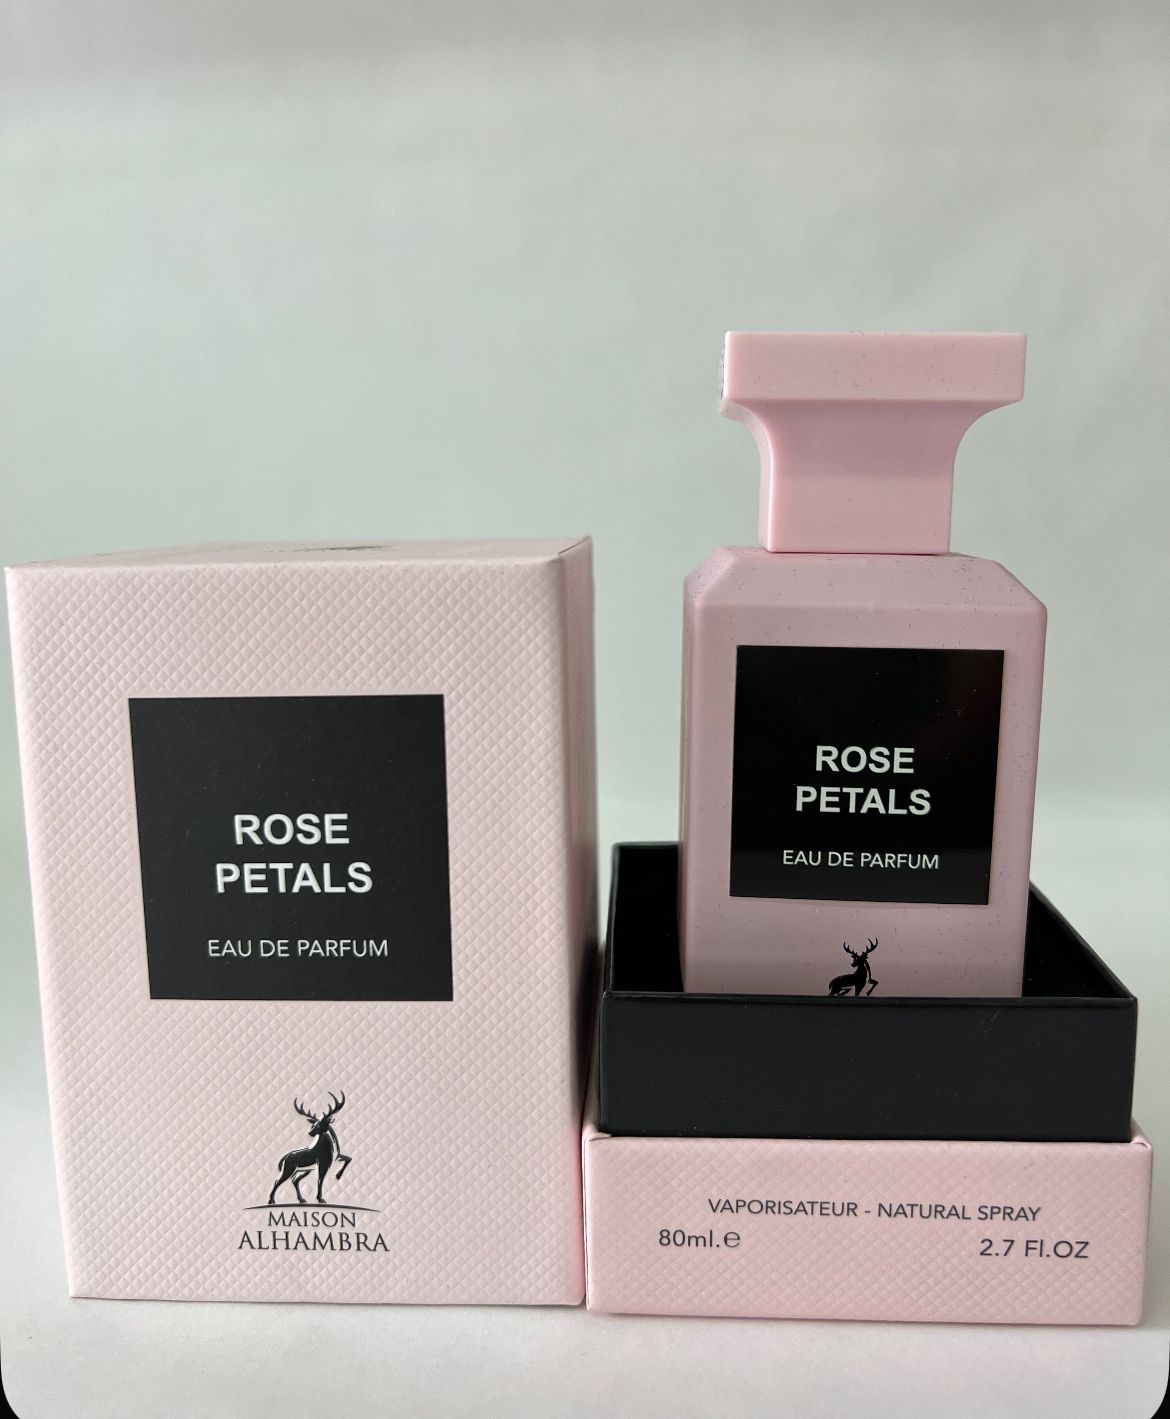 ROSE
PETALS
EAU DE PARFUM
MAISON
ALHAMBRA
ROSE
PETALS
EAU DE PARFUM
VAPORISATEUR - NATURAL SPRAY
80ml.℮
2.7 Fl.OZ